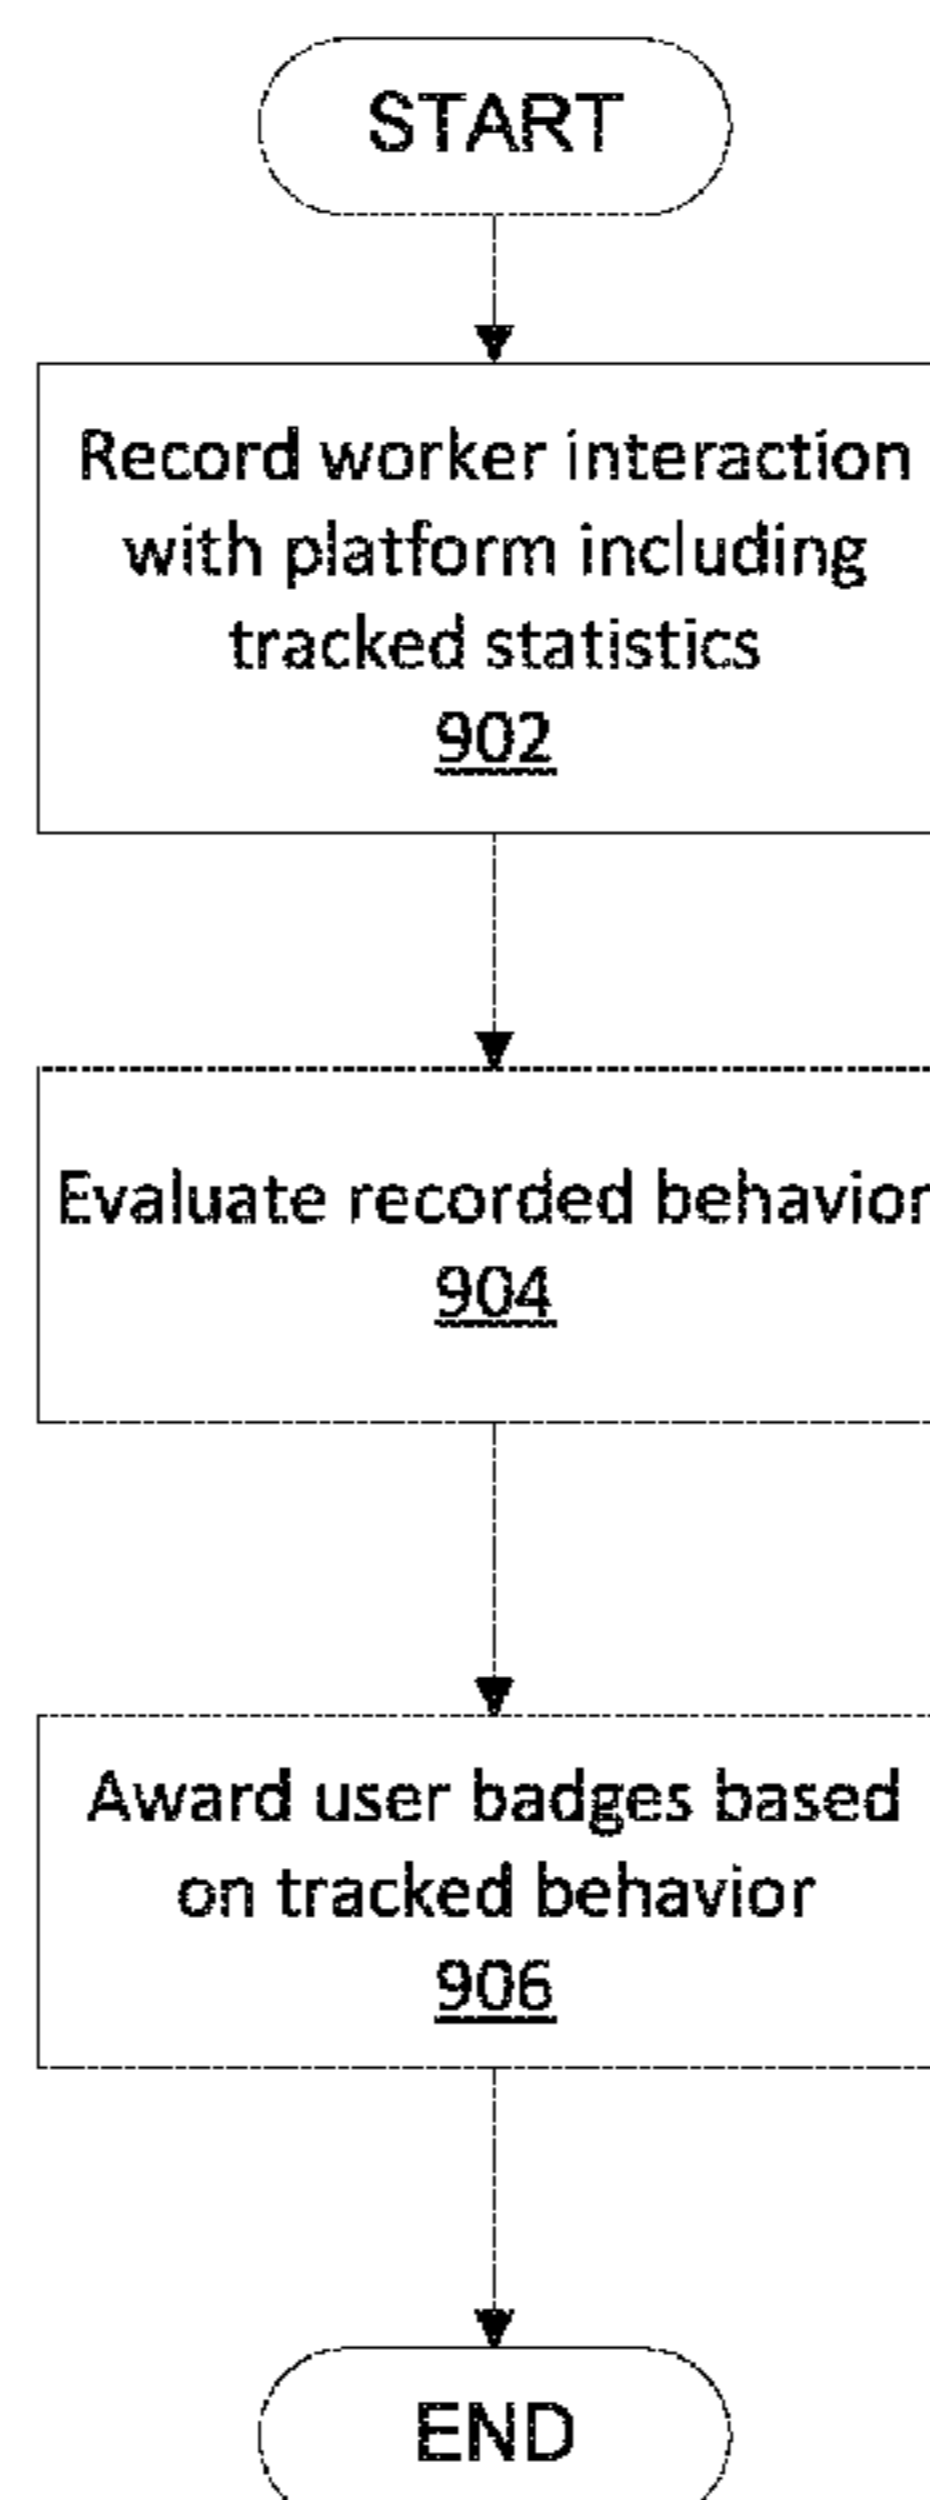 START
Record worker interaction
with platform including
tracked statistics
902
Evaluate recorded behavior
904
Award user badges based
on tracked behavior
906
END